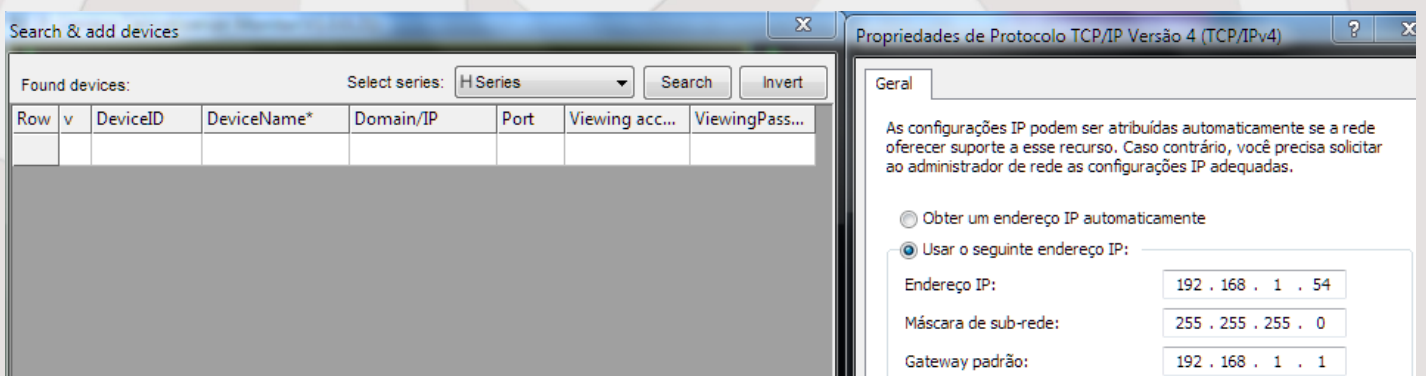 Search & add devices
Found devices:
Select series: H Series Search Invert
Row v DeviceID DeviceName* Domain/IP Port Viewing acc... ViewingPass...
Propriedades de Protocolo TCP/IP Versão 4 (TCP/IPv4)
Geral
As configurações IP podem ser atribuídas automaticamente se a rede
oferecer suporte a esse recurso. Caso contrário, você precisa solicitar
ao administrador de rede as configurações IP adequadas.
Obter um endereço IP automaticamente
Usar o seguinte endereço IP:
Endereço IP: 192 . 168 . 1 . 54
Máscara de sub-rede: 255 . 255 . 255 . 0
Gateway padrão: 192 . 168 . 1 . 1